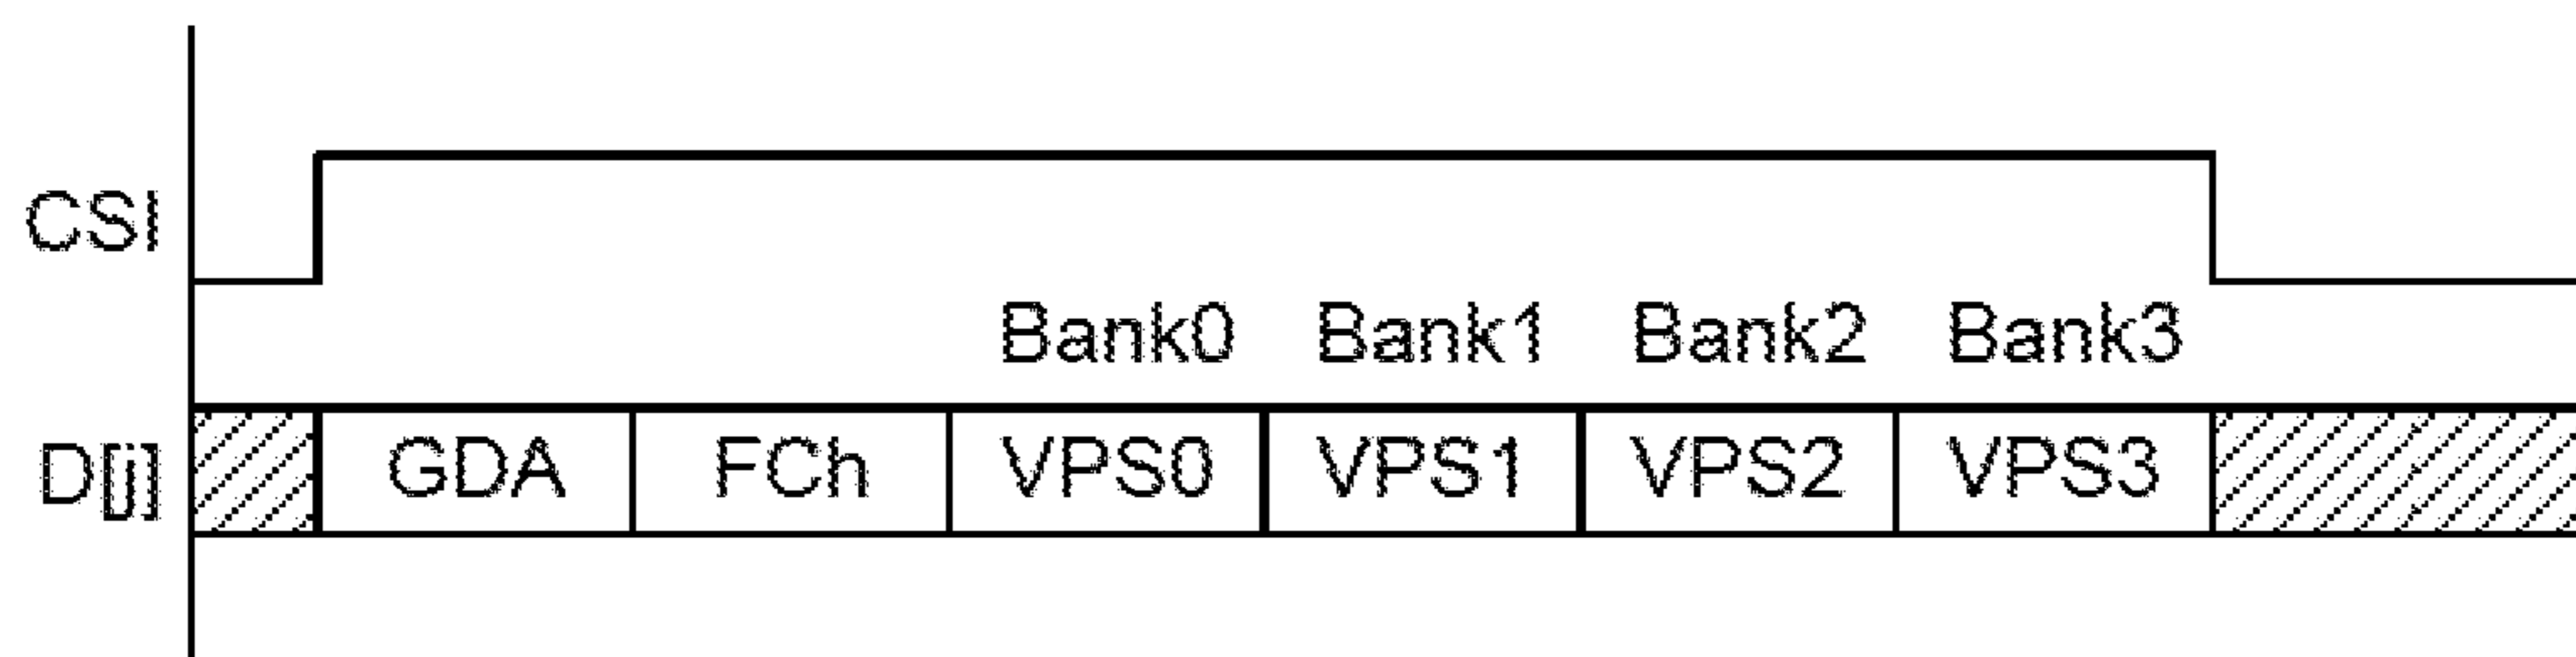 CSI
Bank0 Bank1 Bank2 Bank3
D[j] GDA FCh VPS0 VPS1 VPS2 VPS3